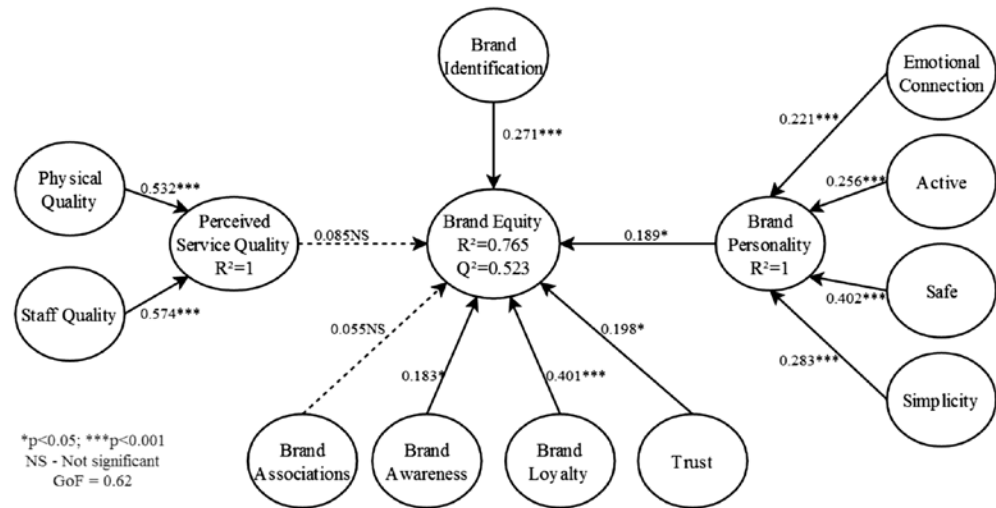 Brand
Identification
Emotional
Connection
0.271***
0.221***
Physical
Quality
0.532***
0.256***
Active
Perceived
Service Quality
R²=1
0.085NS
Brand Equity
R²=0.765
Q²=0.523
0.189*
Brand
Personality
R²=1
Staff Quality
0.574***
0.402***
Safe
0.055NS
0.183*
0.401***
0.198*
0.283***
Simplicity
*p<0.05; ***p<0.001
NS - Not significant
GoF = 0.62
Brand
Associations
Brand
Awareness
Brand
Loyalty
Trust